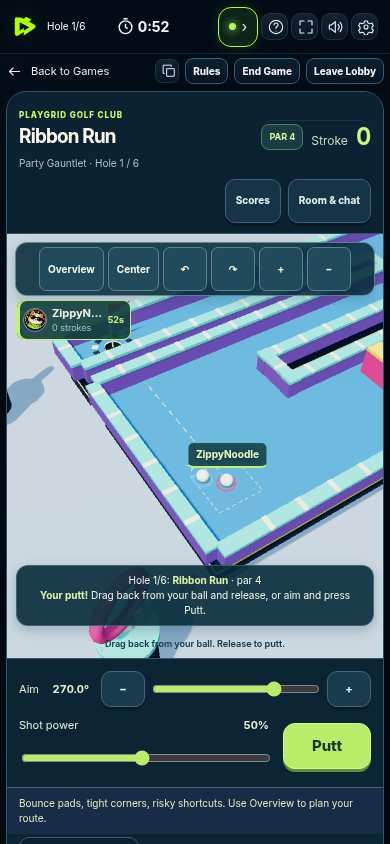 Hole 1/6
0:52
Back to Games
Rules
End Game
Leave Lobby
PLAYGRID GOLF CLUB
Ribbon Run
PAR 4
Stroke 0
Party Gauntlet · Hole 1 / 6
Scores
Room & chat
Overview
Center
ZippyN…
0 strokes
52s
ZippyNoodle
Hole 1/6: Ribbon Run · par 4
Your putt! Drag back from your ball and release, or aim and press
Putt.
Drag back from your ball. Release to putt.
Aim 270.0°
Shot power 50%
Putt
Bounce pads, tight corners, risky shortcuts. Use Overview to plan your
route.